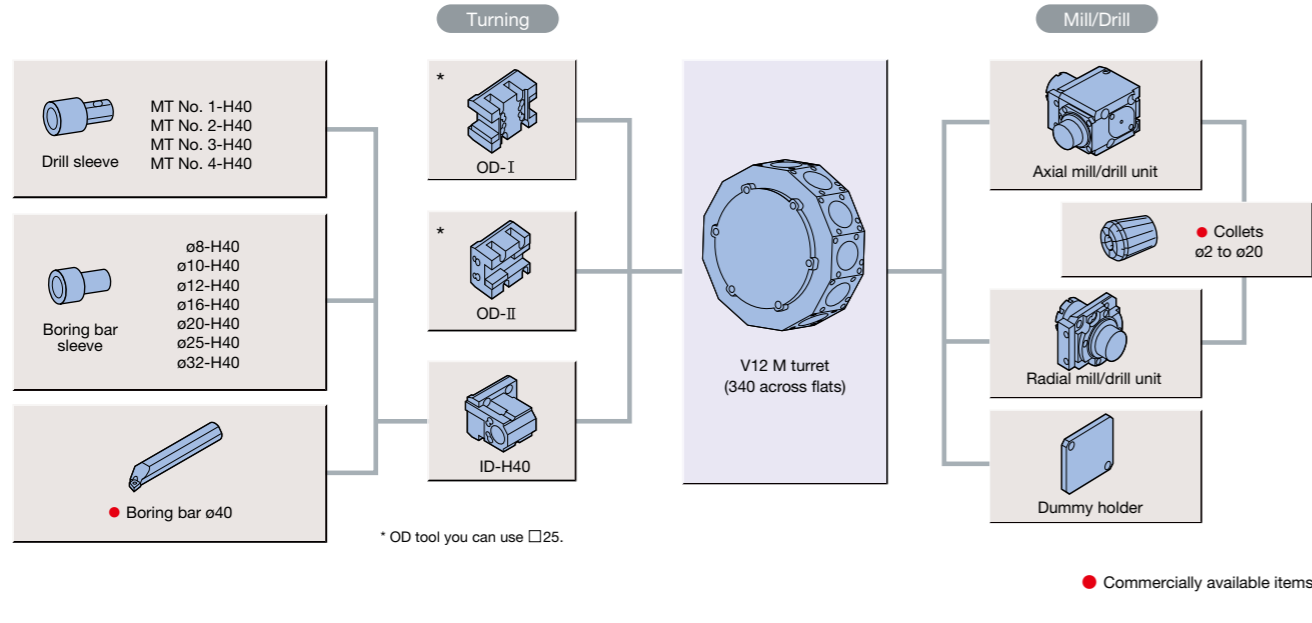 Turning
Mill/Drill
Drill sleeve
MT No. 1-H40
MT No. 2-H40
MT No. 3-H40
MT No. 4-H40
Boring bar
sleeve
ø8-H40
ø10-H40
ø12-H40
ø16-H40
ø20-H40
ø25-H40
ø32-H40
● Boring bar ø40
*
OD-Ⅰ
*
OD-Ⅱ
ID-H40
* OD tool you can use □25.
V12 M turret
(340 across flats)
Axial mill/drill unit
● Collets
ø2 to ø20
Radial mill/drill unit
Dummy holder
● Commercially available items